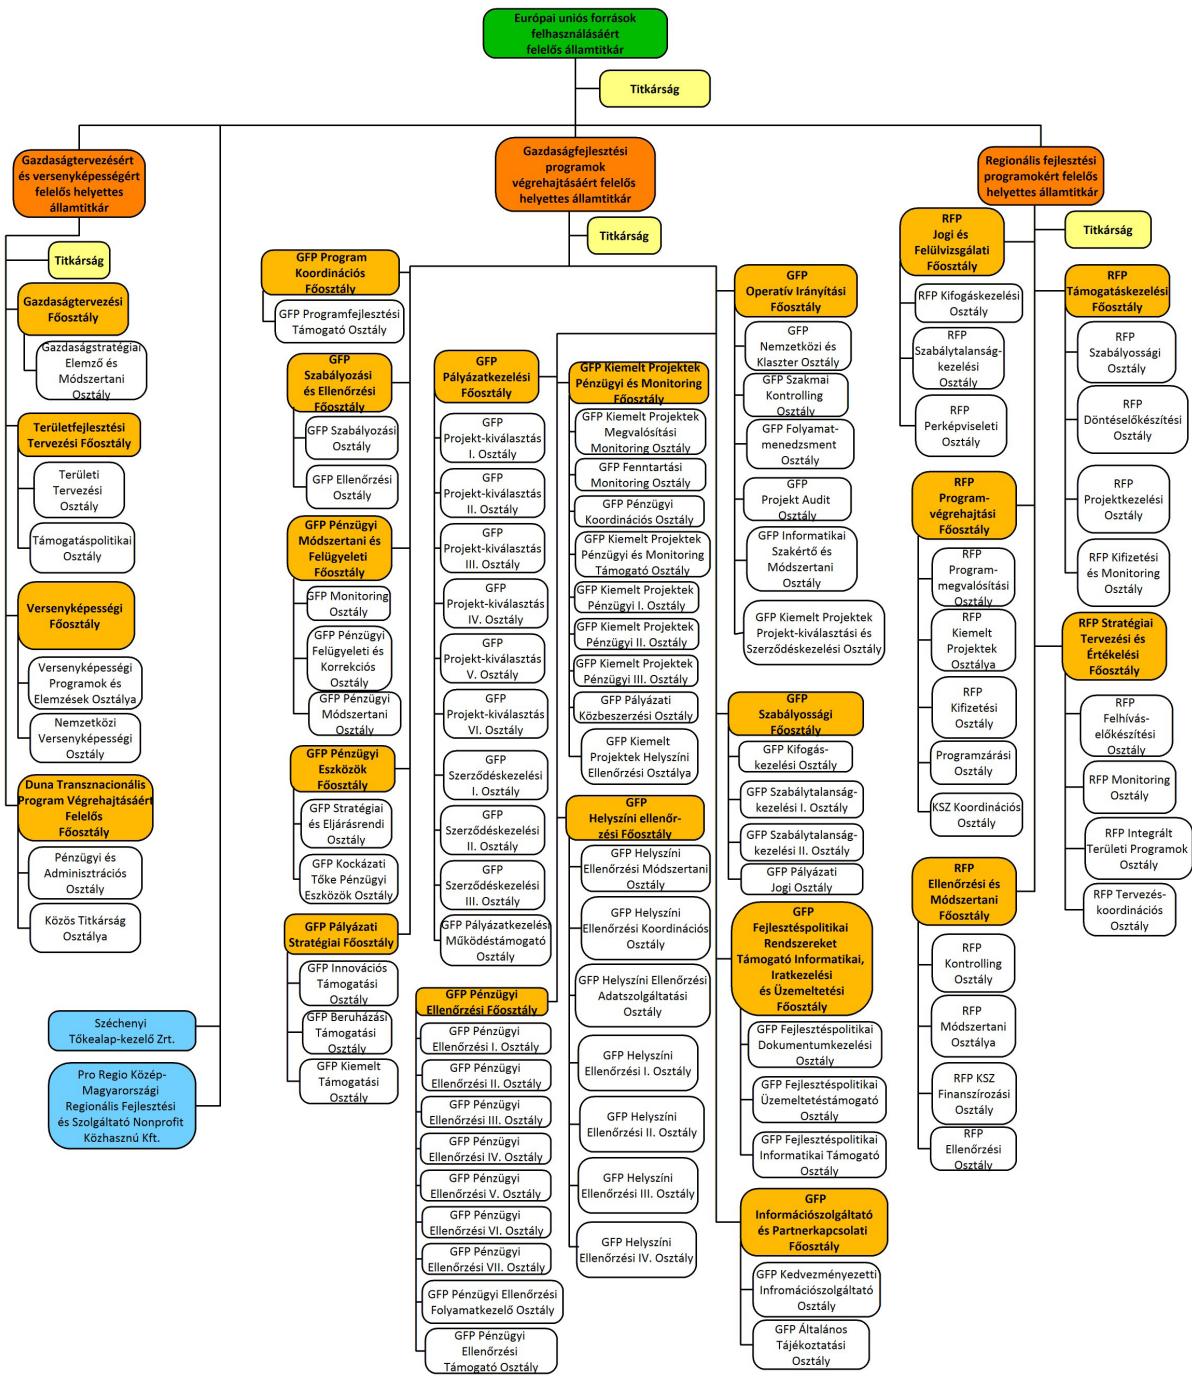 Európai uniós források
felhasználásáért
felelős államtitkár
Titkárság
Gazdaságtervezésért
és versenyképességért
felelős helyettes
államtitkár
Titkárság
Gazdaságtervezési
Főosztály
Gazdaságstratégiai
Elemző és
Módszertani
Osztály
Területfejlesztési
Tervezési Főosztály
Területi
Tervezési
Osztály
Támogatáspolitikai
Osztály
Versenyképességi
Főosztály
Versenyképességi
Programok és
Elemzések Osztálya
Nemzetközi
Versenyképességi
Osztály
Duna Transznacionális
Program Végrehajtásáért
Felelős
Főosztály
Pénzügyi és
Adminisztrációs
Osztály
Közös Titkárság
Osztálya
Széchenyi
Tőkealap-kezelő Zrt.
Pro Regio Közép-
Magyarországi
Regionális Fejlesztési
és Szolgáltató Nonprofit
Közhasznú Kft.
Gazdaságfejlesztési
programok
végrehajtásáért felelős
helyettes államtitkár
Titkárság
GFP Program
Koordinációs
Főosztály
GFP Programfejlesztési
Támogató Osztály
GFP
Szabályozási
és Ellenőrzési
Főosztály
GFP Szabályozási
Osztály
GFP Ellenőrzési
Osztály
GFP Pénzügyi
Módszertani és
Felügyeleti
Főosztály
GFP Monitoring
Osztály
GFP Pénzügyi
Felügyeleti és
Korrekciós
Osztály
GFP Pénzügyi
Módszertani
Osztály
GFP Pénzügyi
Eszközök
Főosztály
GFP Stratégiai
és Eljárásrendi
Osztály
GFP Kockázati
Tőke Pénzügyi
Eszközök Osztály
GFP Pályázati
Stratégiai Főosztály
GFP Innovációs
Támogatási
Osztály
GFP Beruházási
Támogatási
Osztály
GFP Kiemelt
Támogatási
Osztály
GFP
Pályázatkezelési
Főosztály
GFP
Projekt-kiválasztás
I. Osztály
GFP
Projekt-kiválasztás
II. Osztály
GFP
Projekt-kiválasztás
III. Osztály
GFP
Projekt-kiválasztás
IV. Osztály
GFP
Projekt-kiválasztás
V. Osztály
GFP
Projekt-kiválasztás
VI. Osztály
GFP
Szerződéskezelési
I. Osztály
GFP
Szerződéskezelési
II. Osztály
GFP
Szerződéskezelési
III. Osztály
GFP Pályázatkezelési
Működéstámogató
Osztály
GFP Pénzügyi
Ellenőrzési Főosztály
GFP Pénzügyi
Ellenőrzési I. Osztály
GFP Pénzügyi
Ellenőrzési II. Osztály
GFP Pénzügyi
Ellenőrzési III. Osztály
GFP Pénzügyi
Ellenőrzési IV. Osztály
GFP Pénzügyi
Ellenőrzési V. Osztály
GFP Pénzügyi
Ellenőrzési VI. Osztály
GFP Pénzügyi
Ellenőrzési VII. Osztály
GFP Pénzügyi Ellenőrzési
Folyamatkezelő Osztály
GFP Pénzügyi
Ellenőrzési
Támogató Osztály
GFP Kiemelt Projektek
Pénzügyi és Monitoring
Főosztály
GFP Kiemelt Projektek
Megvalósítási
Monitoring Osztály
GFP Fenntartási
Monitoring Osztály
GFP Pénzügyi
Koordinációs Osztály
GFP Kiemelt Projektek
Pénzügyi és Monitoring
Támogató Osztály
GFP Kiemelt Projektek
Pénzügyi I. Osztály
GFP Kiemelt Projektek
Pénzügyi II. Osztály
GFP Kiemelt Projektek
Pénzügyi III. Osztály
GFP Pályázati
Közbeszerzési Osztály
GFP Kiemelt
Projektek Helyszíni
Ellenőrzési Osztálya
GFP
Helyszíni ellenőr-
zési Főosztály
GFP Helyszíni
Ellenőrzési Módszertani
Osztály
GFP Helyszíni
Ellenőrzési Koordinációs
Osztály
GFP Helyszíni Ellenőrzési
Adatszolgáltatási
Osztály
GFP Helyszíni
Ellenőrzési I. Osztály
GFP Helyszíni
Ellenőrzési II. Osztály
GFP Helyszíni
Ellenőrzési III. Osztály
GFP Helyszíni
Ellenőrzési IV. Osztály
GFP
Operatív Irányítási
Főosztály
GFP
Nemzetközi és
Klaszter Osztály
GFP Szakmai
Kontrolling
Osztály
GFP Folyamat-
menedzsment
Osztály
GFP
Projekt Audit
Osztály
GFP Informatikai
Szakértő és
Módszertani
Osztály
GFP Kiemelt Projektek
Projekt-kiválasztási és
Szerződéskezelési Osztály
GFP
Szabályossági
Főosztály
GFP Kifogás-
kezelési Osztály
GFP Szabálytalanság-
kezelési I. Osztály
GFP Szabálytalanság-
kezelési II. Osztály
GFP Pályázati
Jogi Osztály
GFP
Fejlesztéspolitikai
Rendszereket
Támogató Informatikai,
Iratkezelési
és Üzemeltetési
Főosztály
GFP Fejlesztéspolitikai
Dokumentumkezelési
Osztály
GFP Fejlesztéspolitikai
Üzemeltetéstámogató
Osztály
GFP Fejlesztéspolitikai
Informatikai Támogató
Osztály
GFP
Információszolgáltató
és Partnerkapcsolati
Főosztály
GFP Kedvezményezetti
Infromációszolgáltató
Osztály
GFP Általános
Tájékoztatási
Osztály
Regionális fejlesztési
programokért felelős
helyettes államtitkár
Titkárság
RFP
Jogi és
Felülvizsgálati
Főosztály
RFP Kifogáskezelési
Osztály
RFP
Szabálytalanság-
kezelési
Osztály
RFP
Perképviseleti
Osztály
RFP
Program-
végrehajtási
Főosztály
RFP
Program-
megvalósítási
Osztály
RFP
Kiemelt
Projektek
Osztálya
RFP
Kifizetési
Osztály
Programzárási
Osztály
KSZ Koordinációs
Osztály
RFP
Ellenőrzési és
Módszertani
Főosztály
RFP
Kontrolling
Osztály
RFP
Módszertani
Osztálya
RFP KSZ
Finanszírozási
Osztály
RFP
Ellenőrzési
Osztály
RFP
Támogatáskezelési
Főosztály
RFP
Szabályossági
Osztály
RFP
Döntéselőkészítési
Osztály
RFP
Projektkezelési
Osztály
RFP Kifizetési
és Monitoring
Osztály
RFP Stratégiai
Tervezési és
Értékelési
Főosztály
RFP
Felhívás-
előkészítési
Osztály
RFP Monitoring
Osztály
RFP Integrált
Területi Programok
Osztály
RFP Tervezés-
koordinációs
Osztály